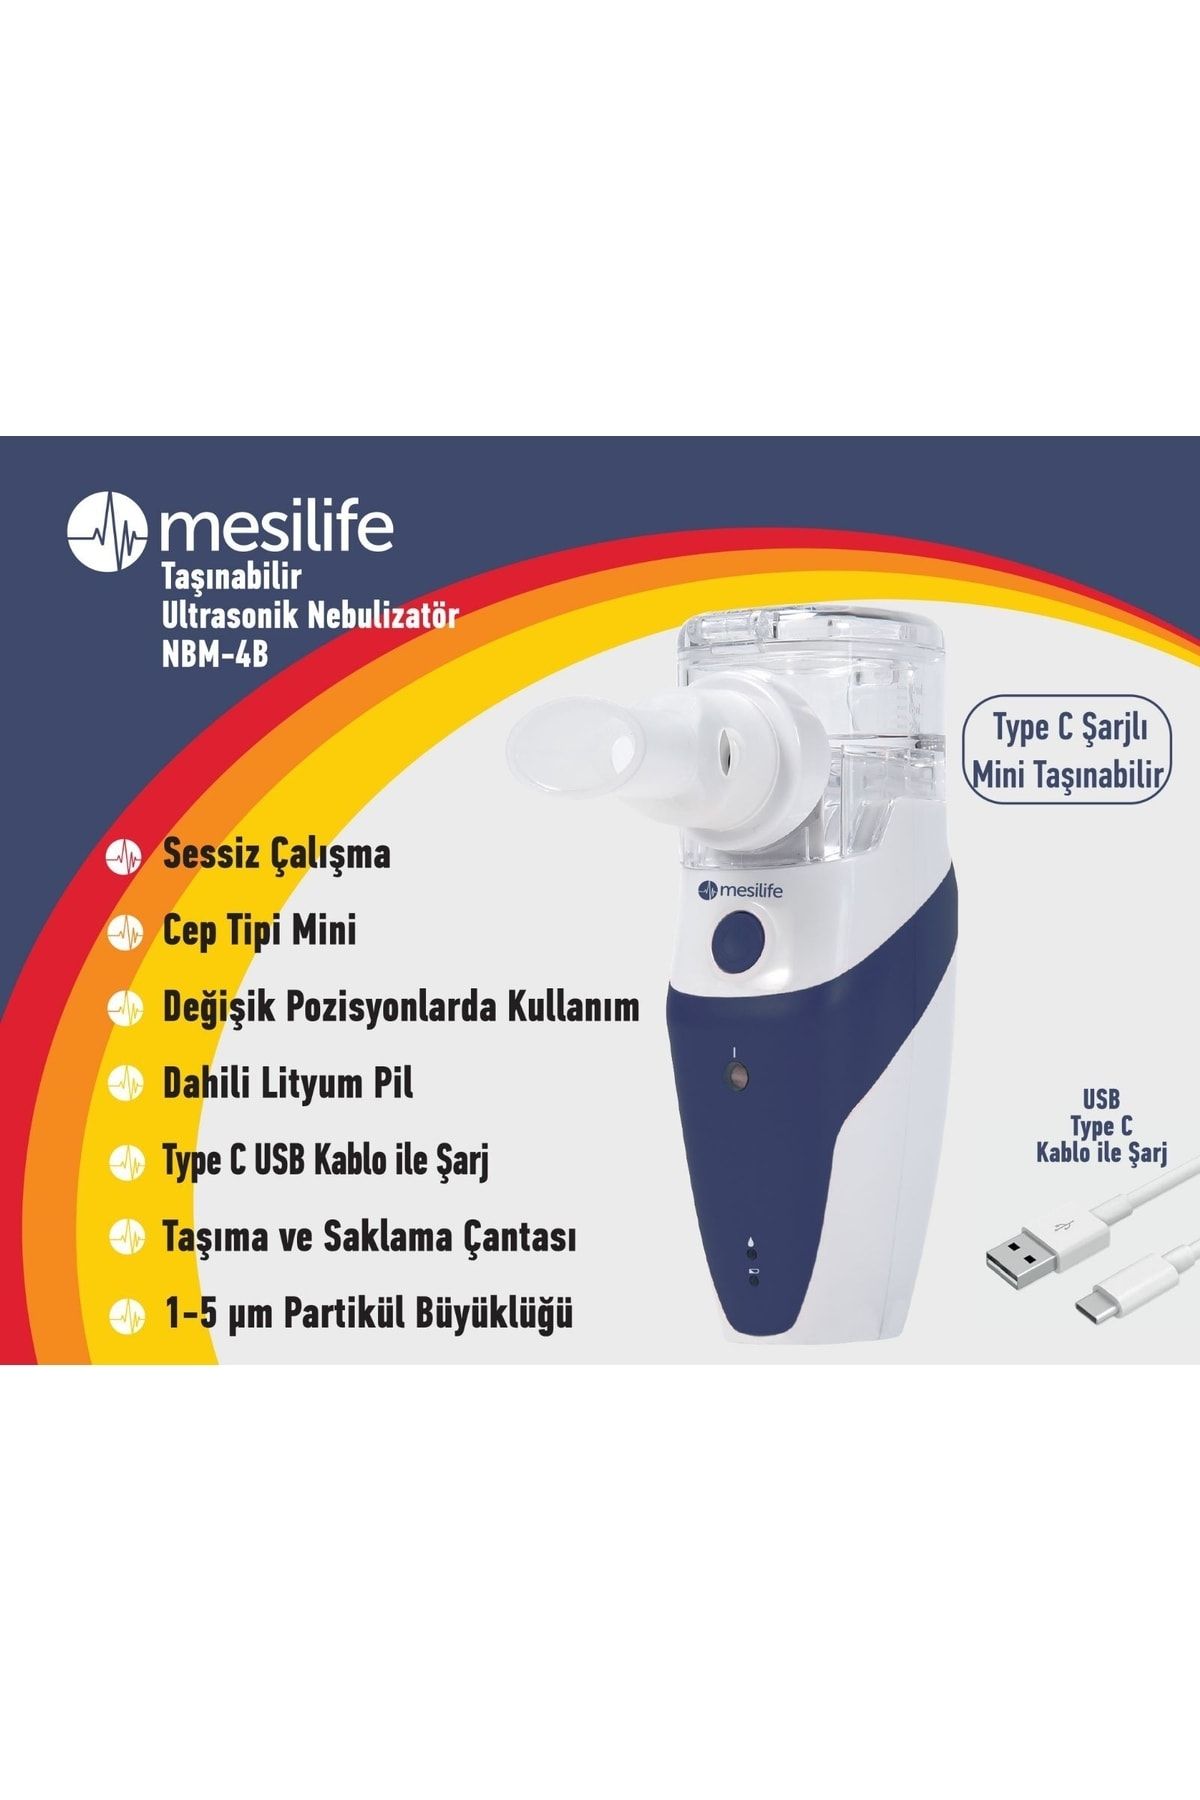 mesilife
Taşınabilir
Ultrasonik Nebulizatör
NBM-4B
Type C Şarjlı
Mini Taşınabilir
Sessiz Çalışma
Cep Tipi Mini
Değişik Pozisyonlarda Kullanım
Dahili Lityum Pil
Type C USB Kablo ile Şarj
Taşıma ve Saklama Çantası
1-5 µm Partikül Büyüklüğü
mesilife
USB
Type C
Kablo ile Şarj